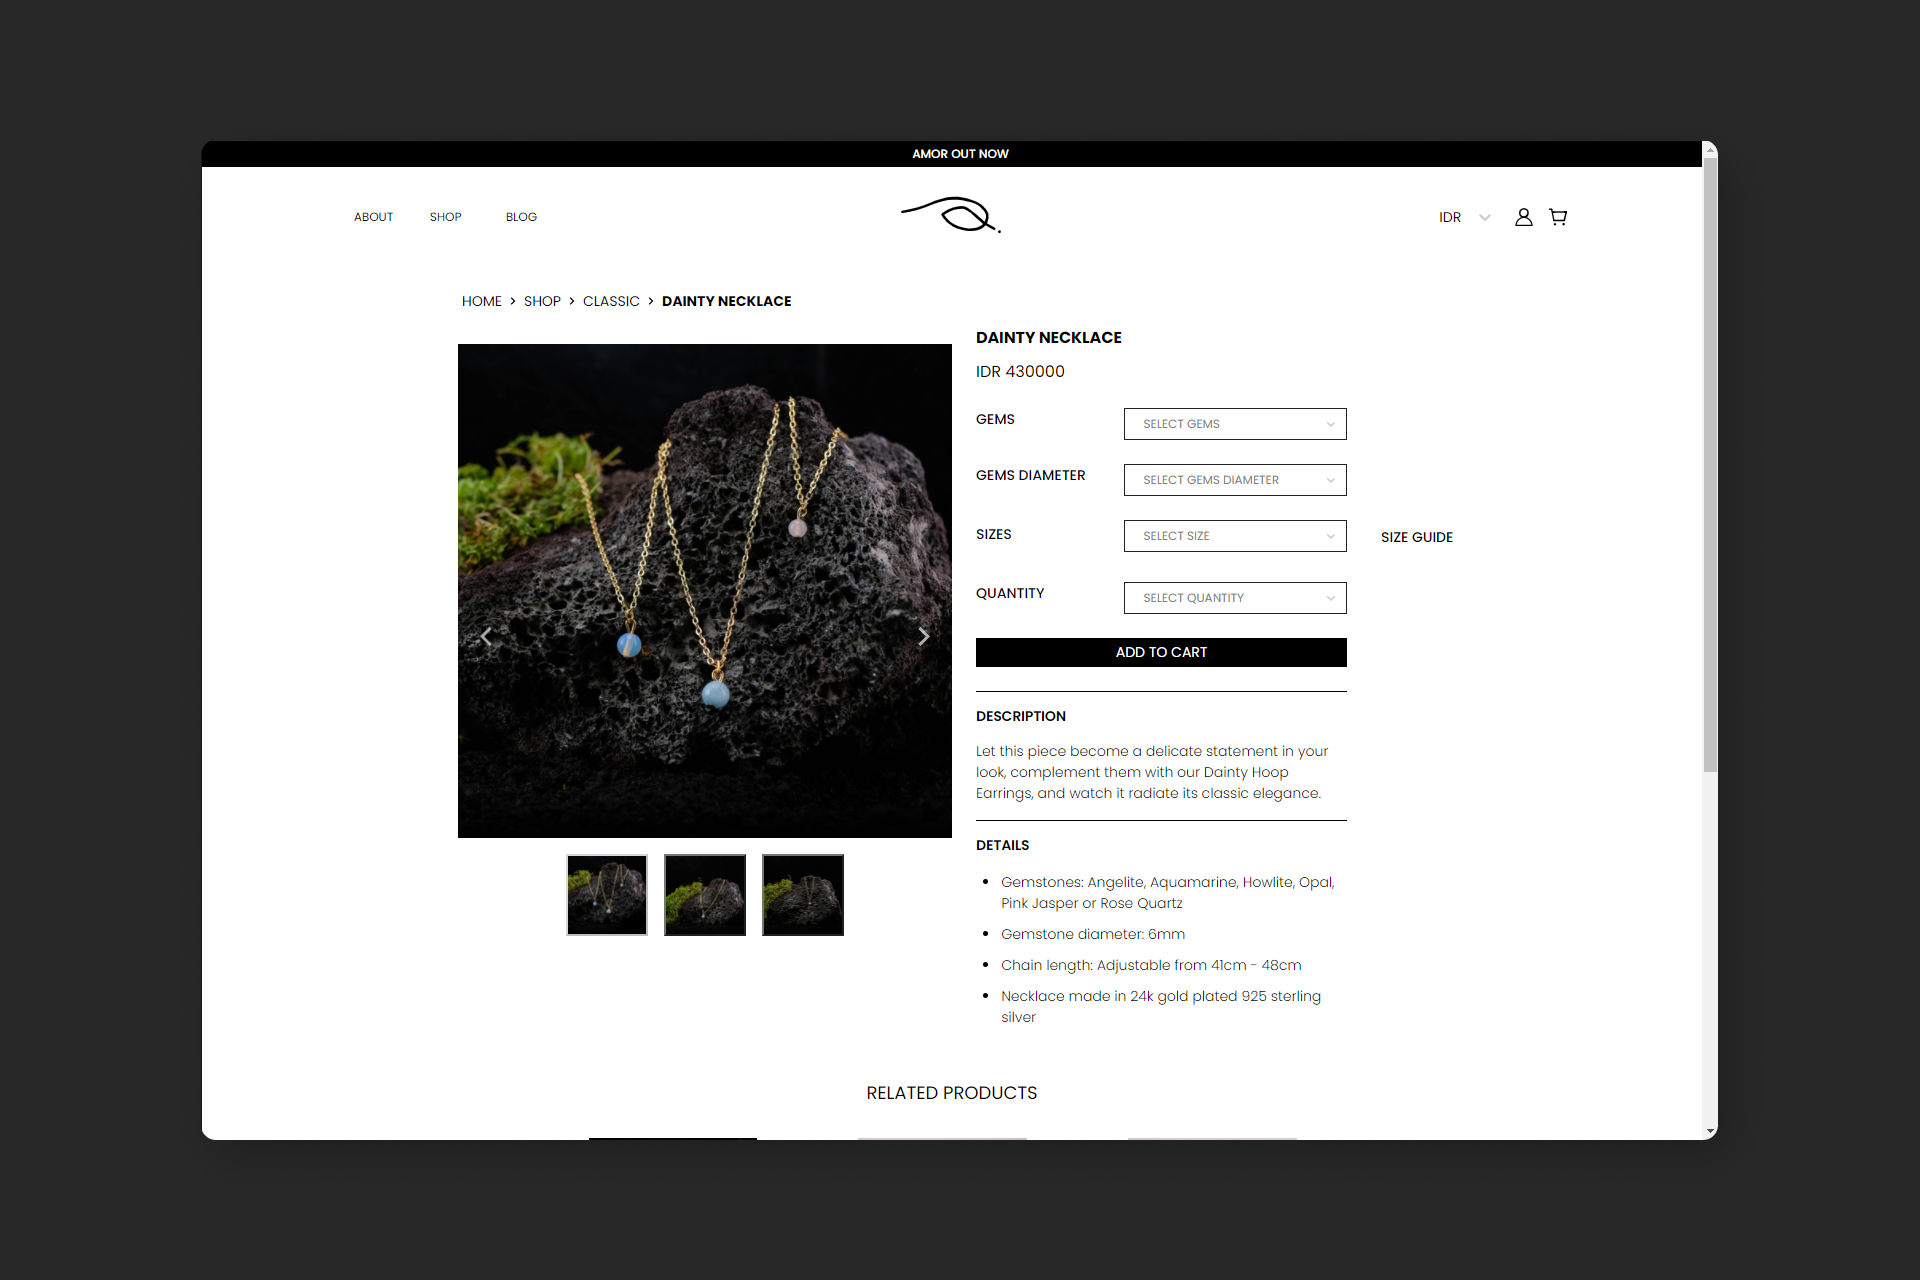 AMOR OUT NOW
ABOUT SHOP BLOG
IDR
HOME > SHOP > CLASSIC > DAINTY NECKLACE
DAINTY NECKLACE
IDR 430000
GEMS SELECT GEMS
GEMS DIAMETER SELECT GEMS DIAMETER
SIZES SELECT SIZE SIZE GUIDE
QUANTITY SELECT QUANTITY
ADD TO CART
DESCRIPTION
Let this piece become a delicate statement in your
look, complement them with our Dainty Hoop
Earrings, and watch it radiate its classic elegance.
DETAILS
• Gemstones: Angelite, Aquamarine, Howlite, Opal,
Pink Jasper or Rose Quartz
• Gemstone diameter: 6mm
• Chain length: Adjustable from 41cm - 48cm
• Necklace made in 24k gold plated 925 sterling
silver
RELATED PRODUCTS